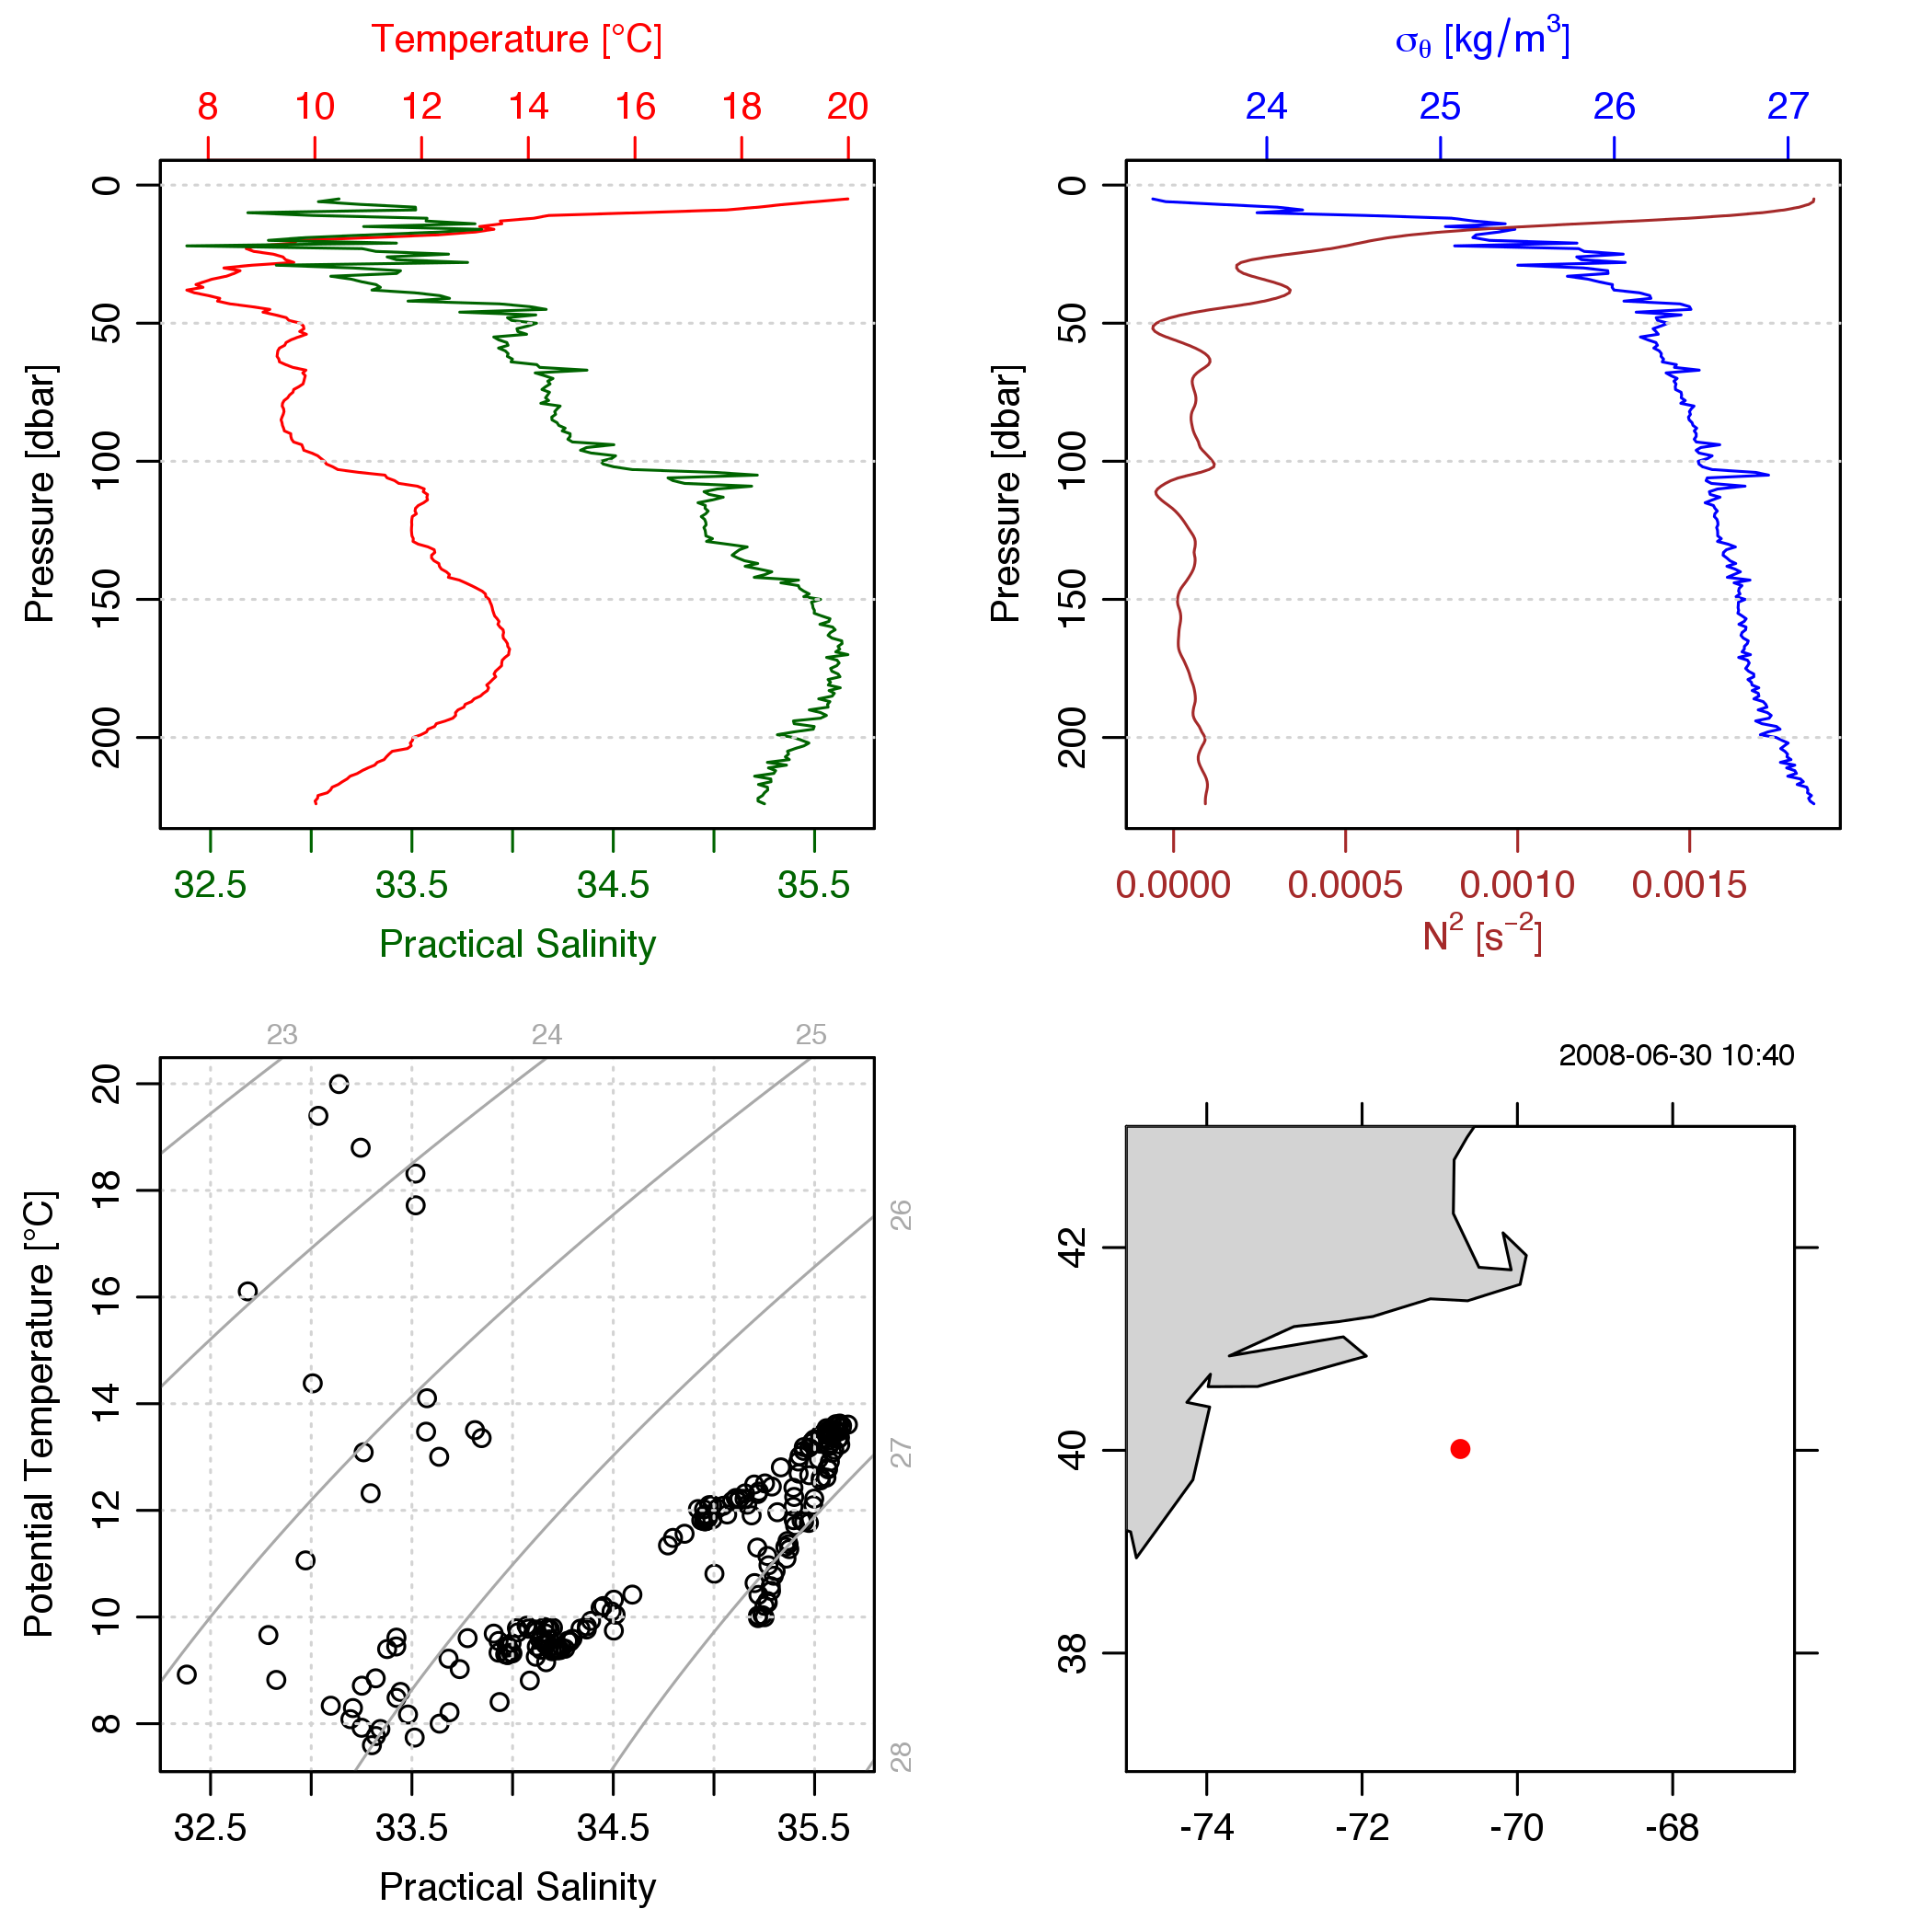 Temperature [°C]
8 10 12 14 16 18 20
0
50
100
150
200
Pressure [dbar]
32.5 33.5 34.5 35.5
Practical Salinity
σθ [kg/m³]
24 25 26 27
0
50
100
150
200
Pressure [dbar]
0.0000 0.0005 0.0010 0.0015
N² [s⁻²]
23 24 25
26
27
28
20
18
16
14
12
10
8
Potential Temperature [°C]
32.5 33.5 34.5 35.5
Practical Salinity
2008-06-30 10:40
42
40
38
-74 -72 -70 -68